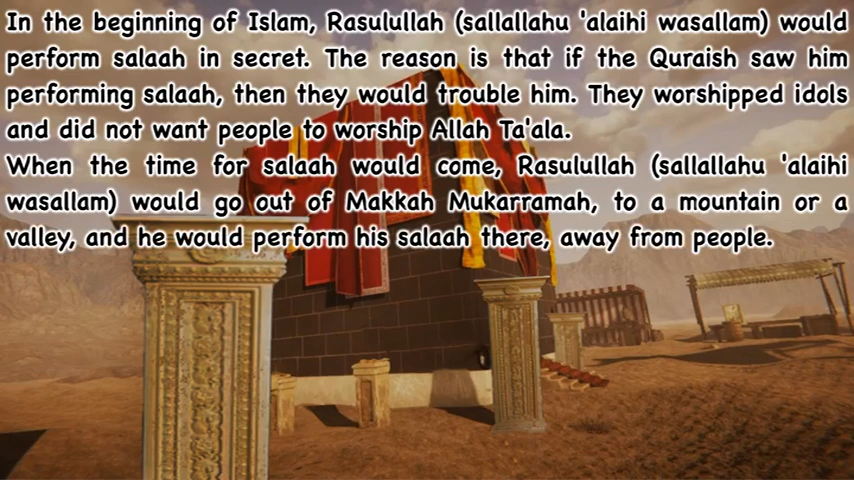 In the beginning of Islam, Rasulullah (sallallahu 'alaihi wasallam) would
perform salaah in secret. The reason is that if the Quraish saw him
performing salaah, then they would trouble him. They worshipped idols
and did not want people to worship Allah Ta'ala.
When the time for salaah would come, Rasulullah (sallallahu 'alaihi
wasallam) would go out of Makkah Mukarramah, to a mountain or a
valley, and he would perform his salaah there, away from people.